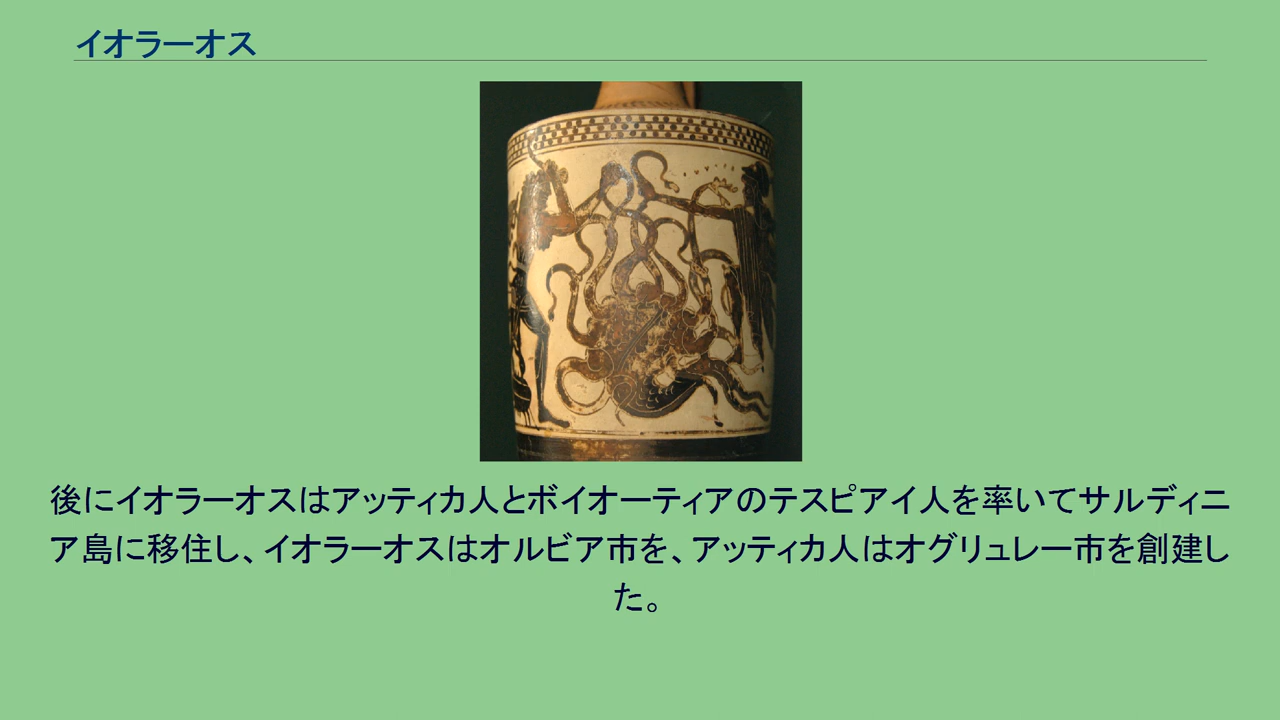 イオラーオス
後にイオラーオスはアッティカ人とボイオーティアのテスピアイ人を率いてサルディニ
ア島に移住し、イオラーオスはオルビア市を、アッティカ人はオグリュレー市を創建し
た。